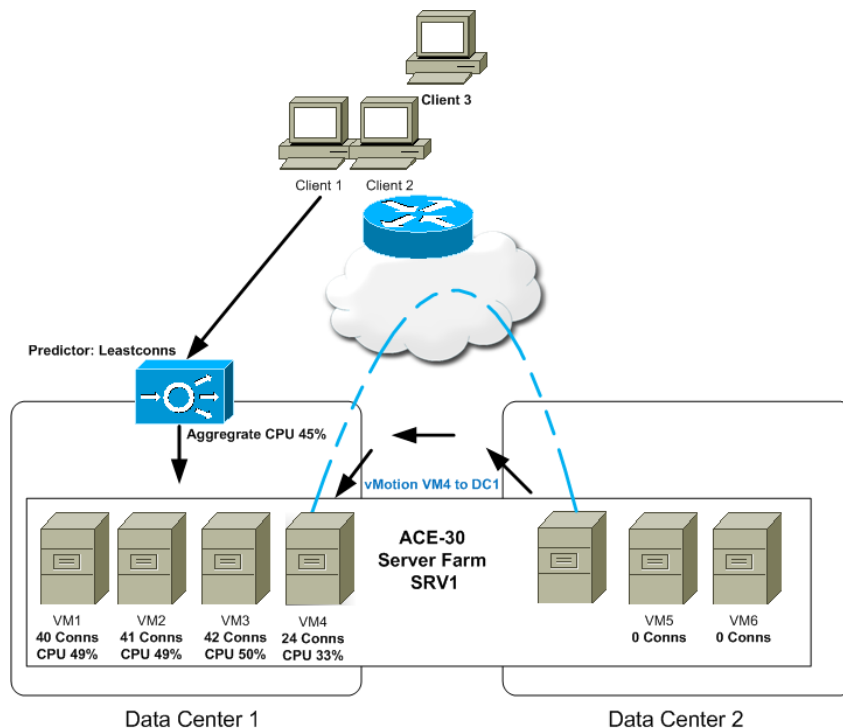 Client 3
Client 1
Client 2
Predictor: Leastconns
Aggregrate CPU 45%
vMotion VM4 to DC1
ACE-30
Server Farm
SRV1
VM1
40 Conns
CPU 49%
VM2
41 Conns
CPU 49%
VM3
42 Conns
CPU 50%
VM4
24 Conns
CPU 33%
VM5
0 Conns
VM6
0 Conns
Data Center 1
Data Center 2